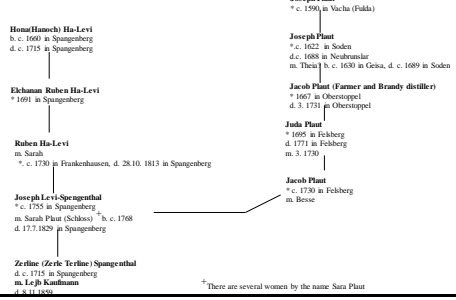 Hona(Hanoch) Ha-Levi
b. c. 1660 in Spangenberg
d. c. 1715 in Spangenberg
Elchanan Ruben Ha-Levi
* 1691 in Spangenberg
Ruben Ha-Levi
m. Sarah
*. c. 1730 in Frankenhausen, d. 28.10. 1813 in Spangenberg
Joseph Levi-Spengenthal
* c. 1755 in Spangenberg
m. Sarah Plaut (Schloss) + b. c. 1768
d. 17.7.1829 in Spangenberg
Zerline (Zerle Terline) Spangenthal
d. c. 1715 in Spangenberg
m. Lejb Kaufmann
d. 8.11.1859
* c. 1590 in Vacha (Fulda)
Joseph Plaut
*.c. 1622 in Soden
d.c. 1688 in Neubrunslar
m. Theia? b. c. 1630 in Geisa, d. c. 1689 in Soden
Jacob Plaut (Farmer and Brandy distiller)
* 1667 in Oberstoppel
d. 3. 1731 in Oberstoppel
Juda Plaut
* 1695 in Felsberg
d. 1771 in Felsberg
m. 3. 1730
Jacob Plaut
* c. 1730 in Felsberg
m. Besse
+There are several women by the name Sara Plaut